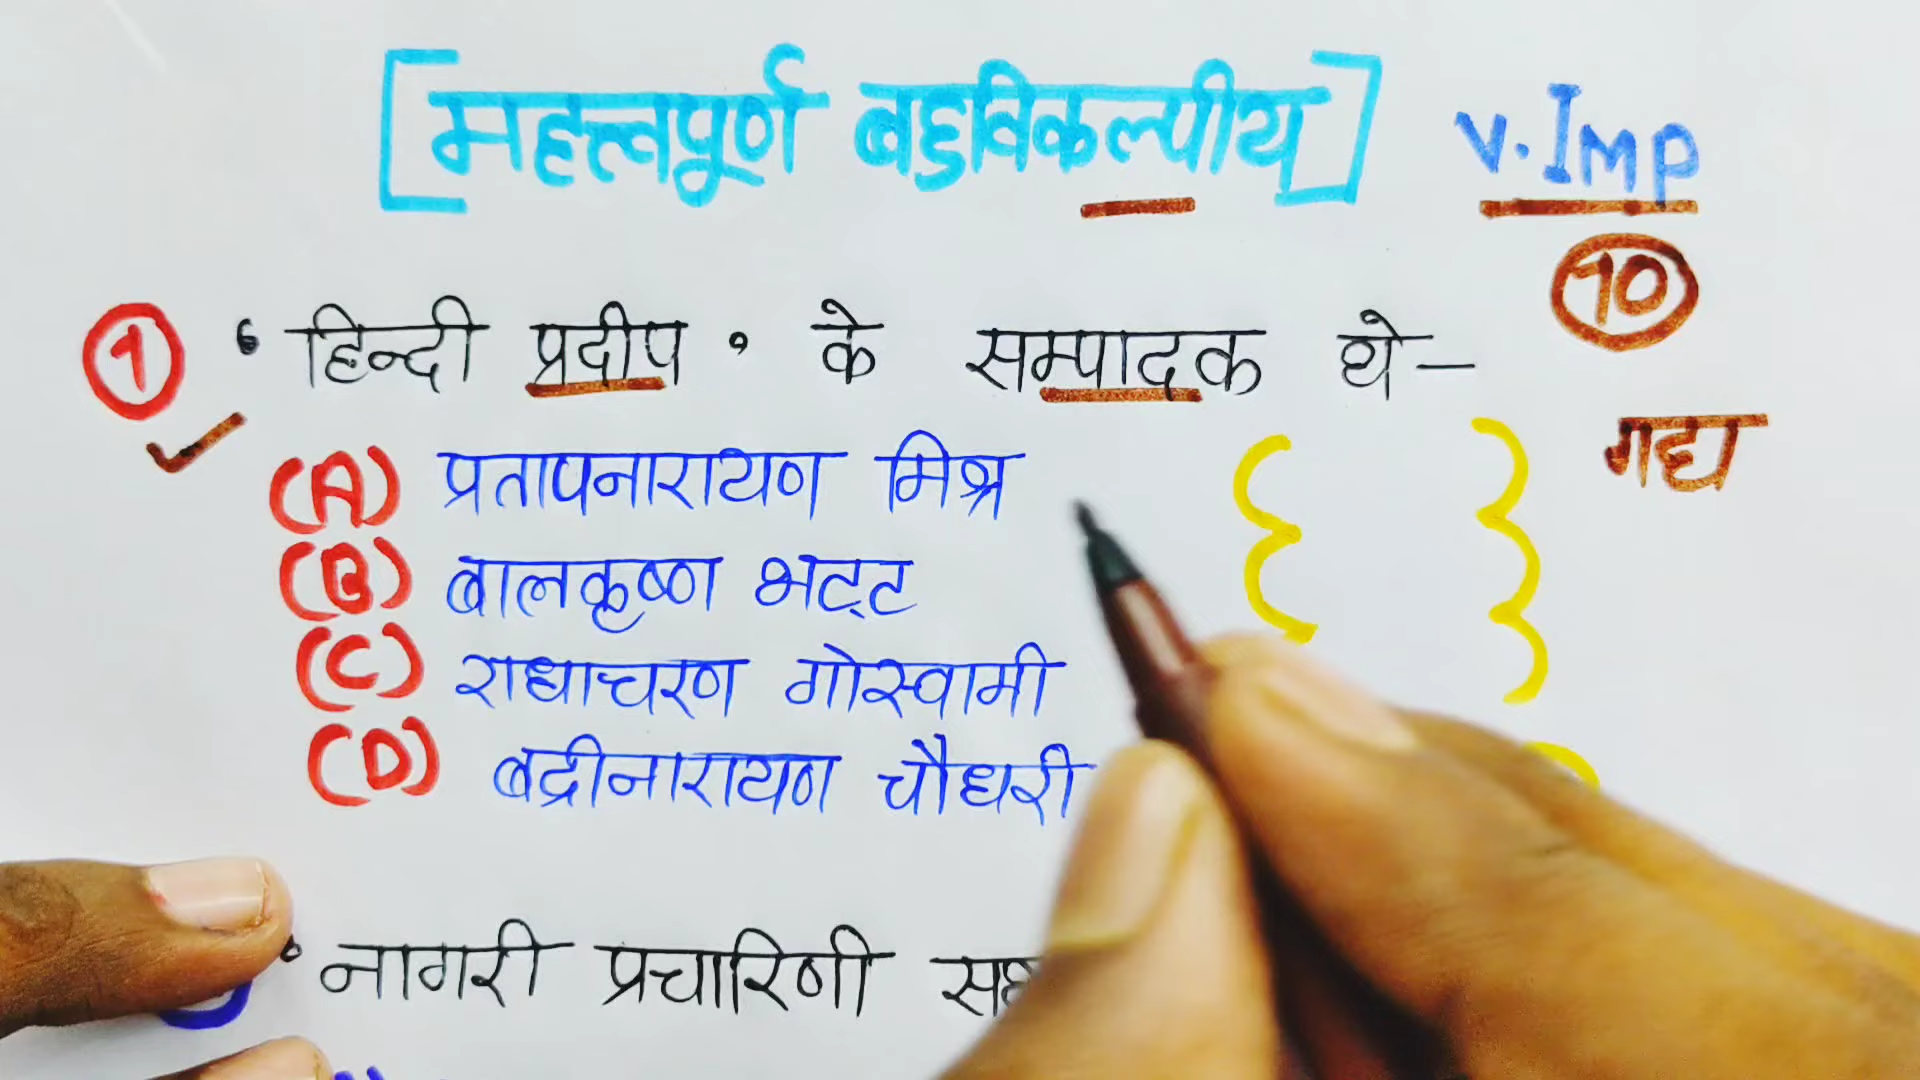 [महत्त्वपूर्ण बहुविकल्पीय] V.Imp
10
① ‘हिन्दी प्रदीप’ के सम्पादक थे-
गद्य
(A) प्रतापनारायण मिश्र
(B) बालकृष्ण भट्ट
(C) राधाचरण गोस्वामी
(D) बद्रीनारायण चौधरी
नागरी प्रचारिणी